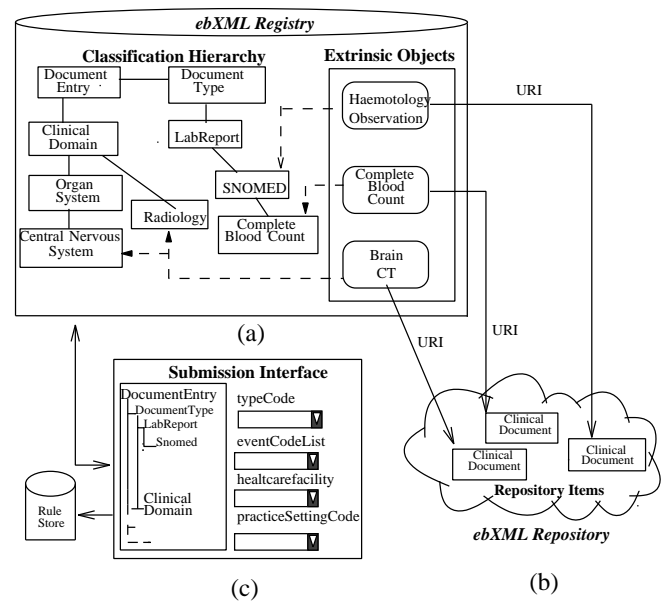 ebXML Registry
Classification Hierarchy
Extrinsic Objects
Document
Entry
Document
Type
Haemotology
Observation
URI
Clinical
Domain
LabReport
Organ
System
SNOMED
Complete
Blood
Count
Radiology
Complete
Blood Count
Central Nervous
System
Brain
CT
(a)
URI
URI
Submission Interface
DocumentEntry
DocumentType
LabReport
Snomed
Clinical
Domain
typeCode
eventCodeList
healtcarefacility
practiceSettingCode
Rule
Store
Clinical
Document
Clinical
Document
Clinical
Document
Repository Items
ebXML Repository
(c)
(b)